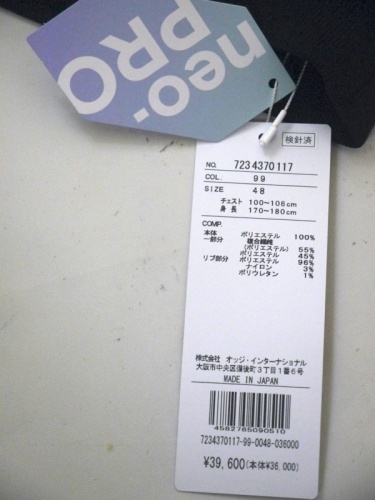 neo.
PRO
検針済
NO. 7234370117
COL. 99
SIZE 48
チェスト 100～106cm
身長 170～180cm
COMP.
本体 ポリエステル 100%
一部分 複合繊維
(ポリエステル) 55%
ポリエステル 45%
リブ部分 ポリエステル 96%
ナイロン 3%
ポリウレタン 1%
株式会社 オッジ・インターナショナル
大阪市中央区備後町3丁目1番6号
MADE IN JAPAN
4582765090510
7234370117-99-0048-036000
¥39,600(本体¥36,000)